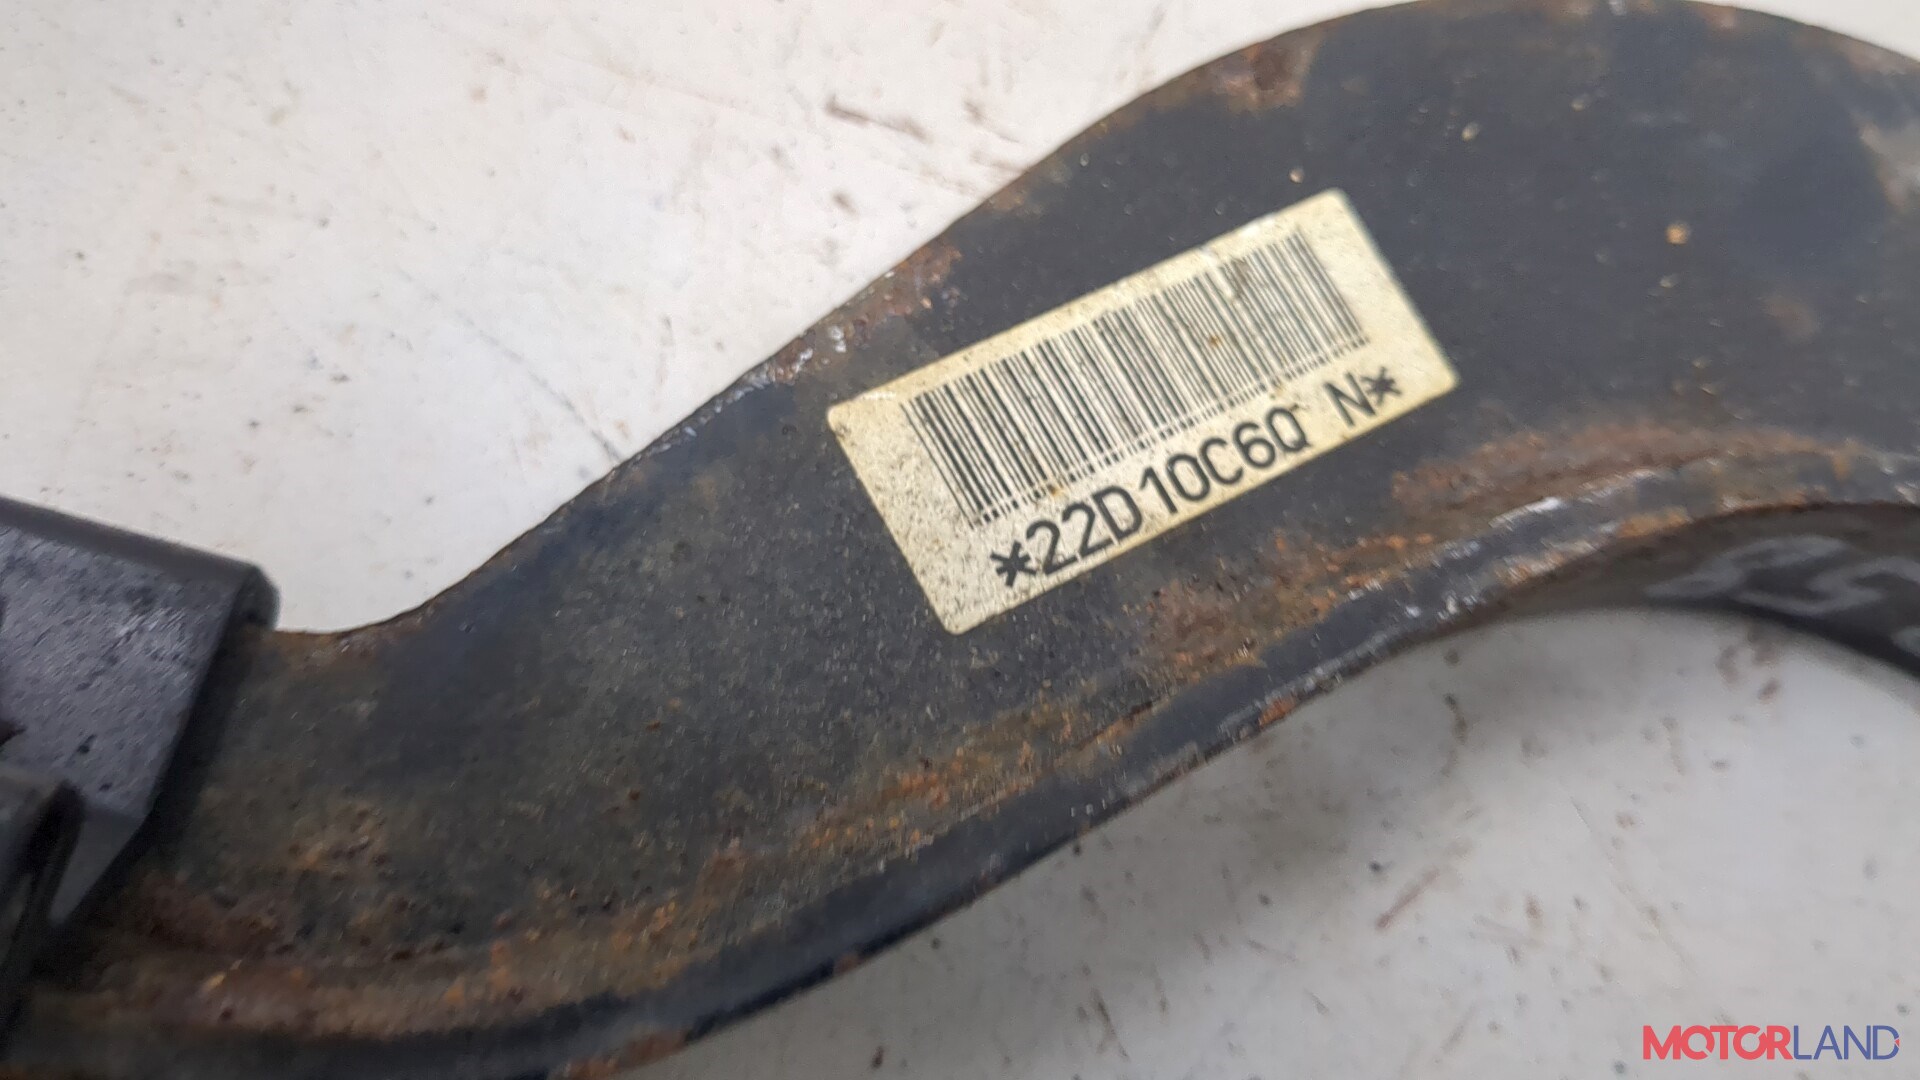 *22D10C6Q N*
MOTORLAND